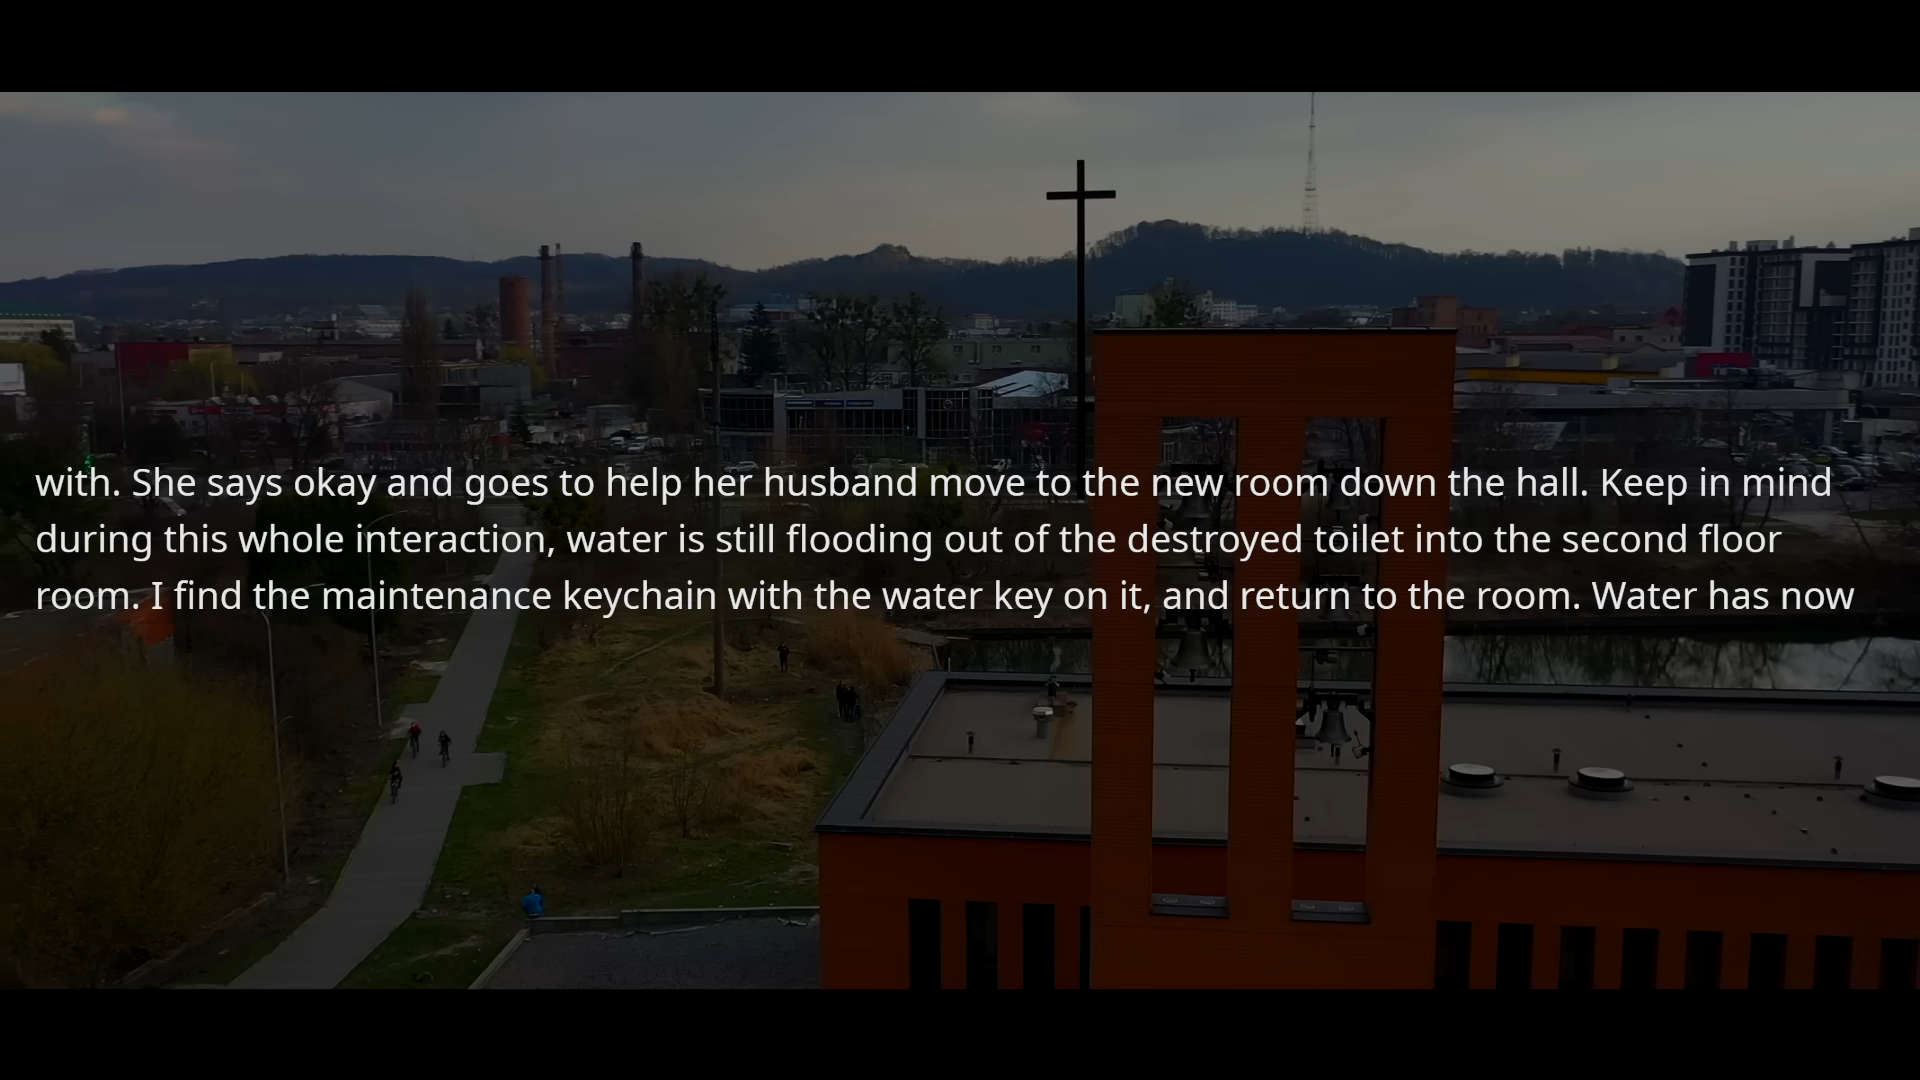 with. She says okay and goes to help her husband move to the new room down the hall. Keep in mind
during this whole interaction, water is still flooding out of the destroyed toilet into the second floor
room. I find the maintenance keychain with the water key on it, and return to the room. Water has now